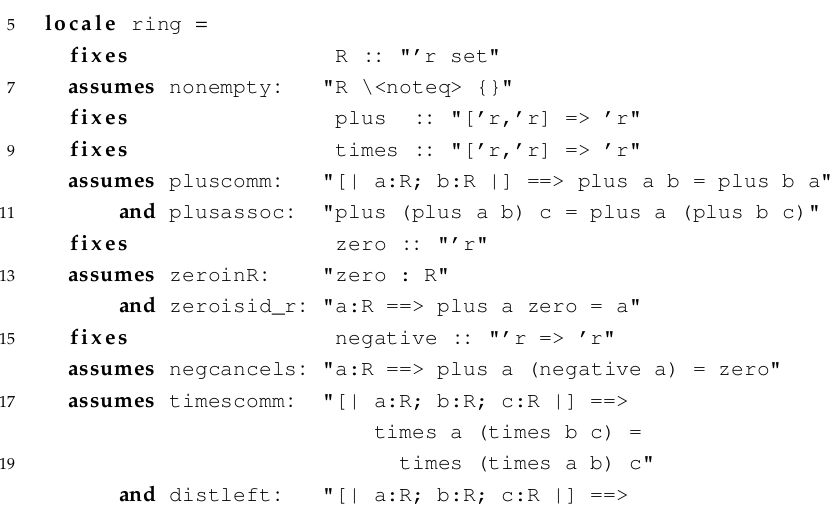 5 locale ring =
fixes R :: "'r set"
7 assumes nonempty: "R \<noteq> {}"
fixes plus :: "['r,'r] => 'r"
9 fixes times :: "['r,'r] => 'r"
assumes pluscomm: "[| a:R; b:R |] ==> plus a b = plus b a"
11 and plusassoc: "plus (plus a b) c = plus a (plus b c)"
fixes zero :: "'r"
13 assumes zeroinR: "zero : R"
and zeroisid_r: "a:R ==> plus a zero = a"
15 fixes negative :: "'r => 'r"
assumes negcancels: "a:R ==> plus a (negative a) = zero"
17 assumes timescomm: "[| a:R; b:R; c:R |] ==>
times a (times b c) =
19 times (times a b) c"
and distleft: "[| a:R; b:R; c:R |] ==>